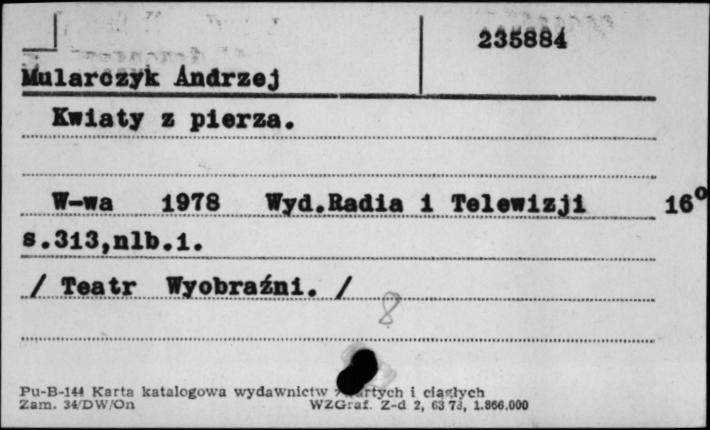 235884
Mularczyk Andrzej
Kwiaty z pierza.
W-wa 1978 Wyd.Radia i Telewizji 16°
s.313,nlb.1.
/ Teatr Wyobraźni. /
8
Pu-B-144 Karta katalogowa wydawnictw i ciągłych
Zam. 34/DW/On WZGraf. Z-d 2, 63 73, 1.866.000